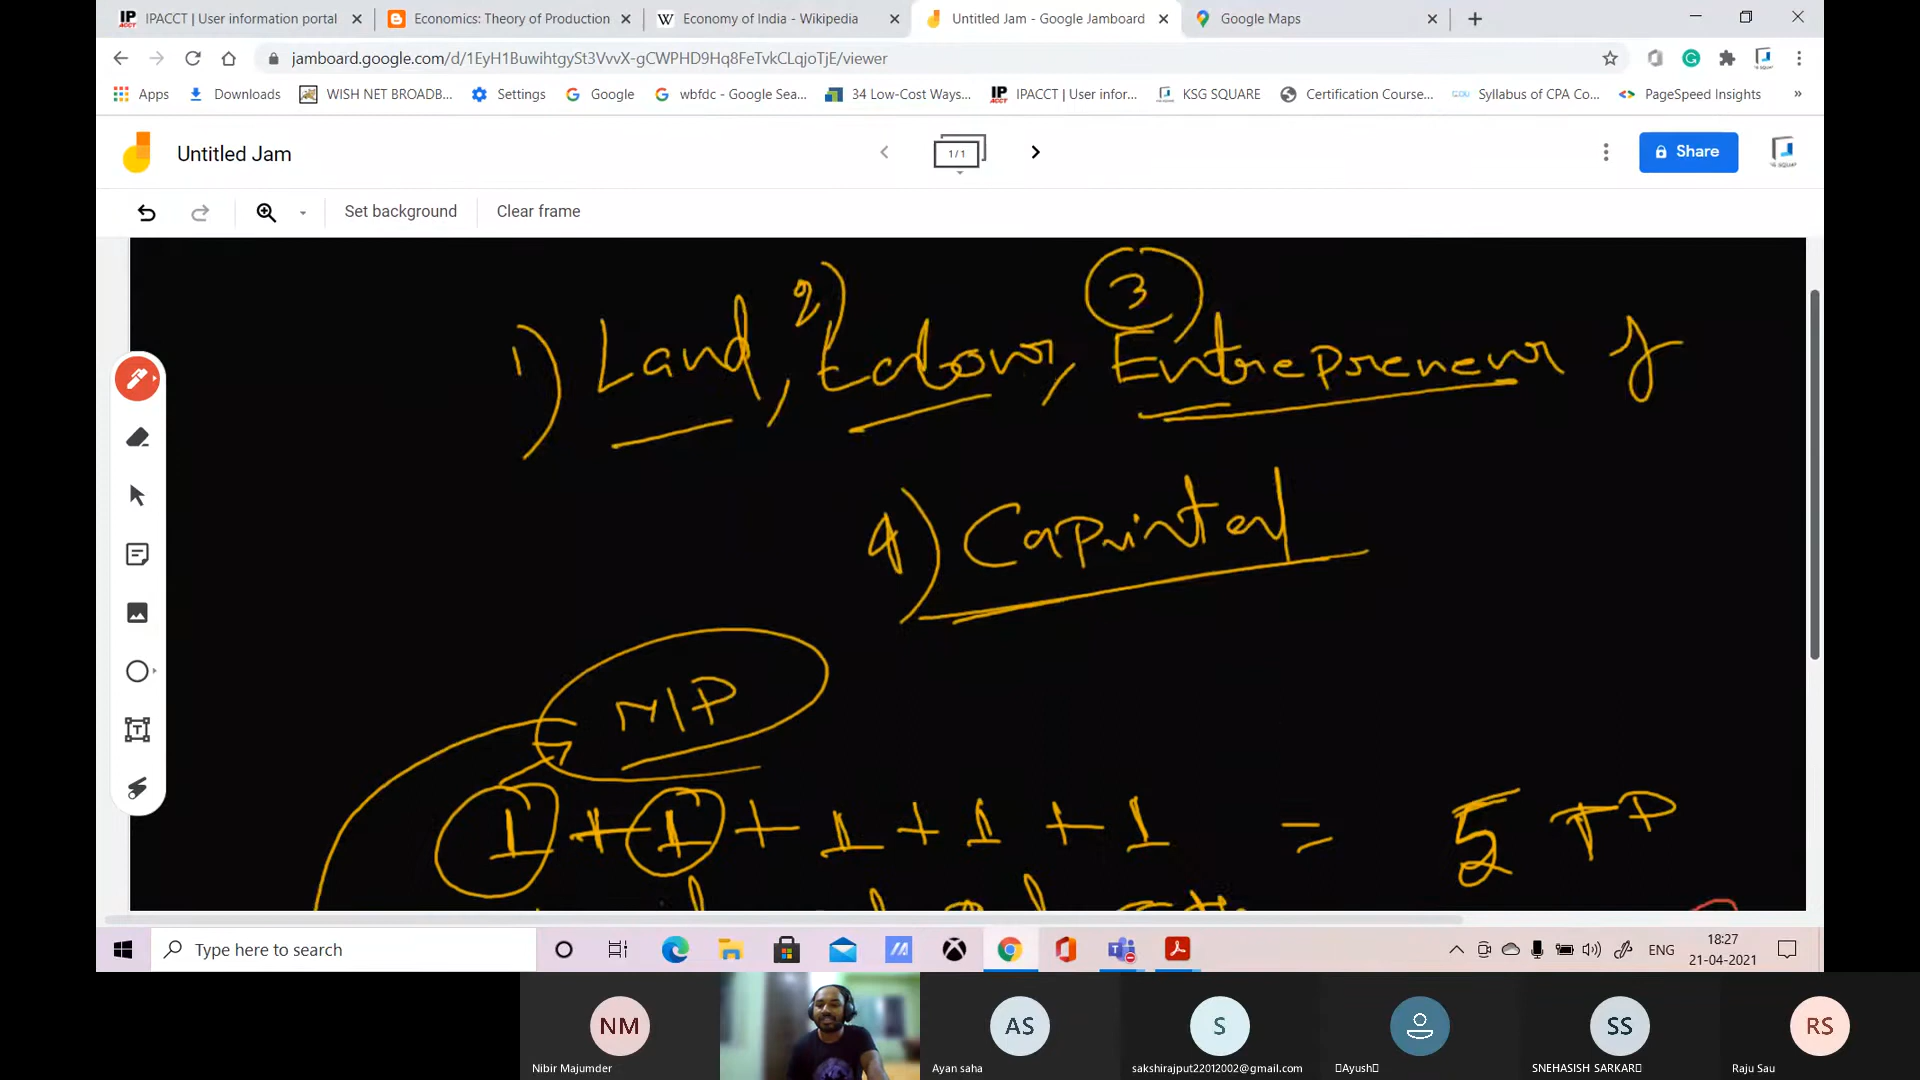 IPACCT | User information portal
Economics: Theory of Production
Economy of India - Wikipedia
Untitled Jam - Google Jamboard
Google Maps
jamboard.google.com/d/1EyH1BuwihtgySt3VvvX-gCWPHD9Hq8FeTvkCLqjoTjE/viewer
Apps
Downloads
WISH NET BROADB...
Settings
Google
wbfdc - Google Sea...
34 Low-Cost Ways...
IPACCT | User infor...
KSG SQUARE
Certification Course...
Syllabus of CPA Co...
PageSpeed Insights
»
Untitled Jam
1/1
Share
Set background
Clear frame
1) Land, 2) Labour, 3 Entrepreneur &
4) Capintal
M/P
1 + 1 + 1 + 1 + 1 = 5 TP
Type here to search
ENG
18:27
21-04-2021
NM
AS
S
SS
RS
Nibir Majumder
Ayan saha
sakshirajput22012002@gmail.com
Ayush
SNEHASISH SARKAR
Raju Sau